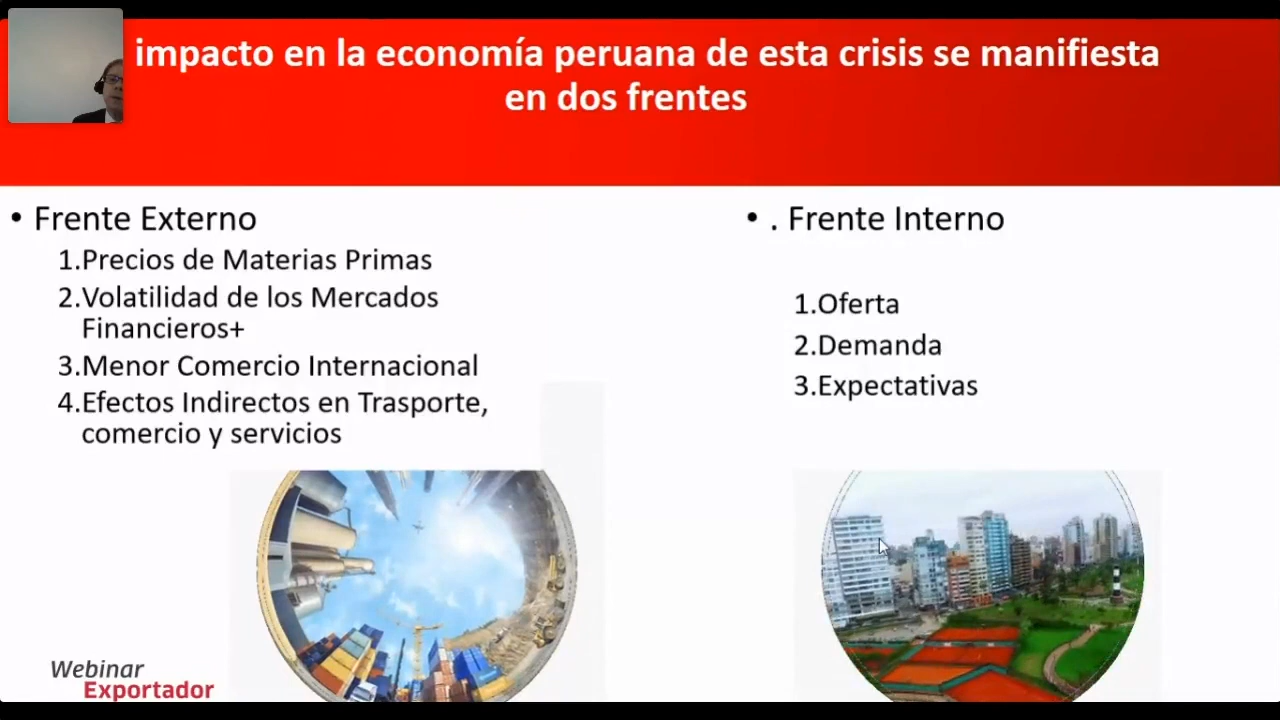 impacto en la economía peruana de esta crisis se manifiesta
en dos frentes
• Frente Externo
1.Precios de Materias Primas
2.Volatilidad de los Mercados
Financieros+
3.Menor Comercio Internacional
4.Efectos Indirectos en Trasporte,
comercio y servicios
• . Frente Interno
1.Oferta
2.Demanda
3.Expectativas
Webinar
Exportador